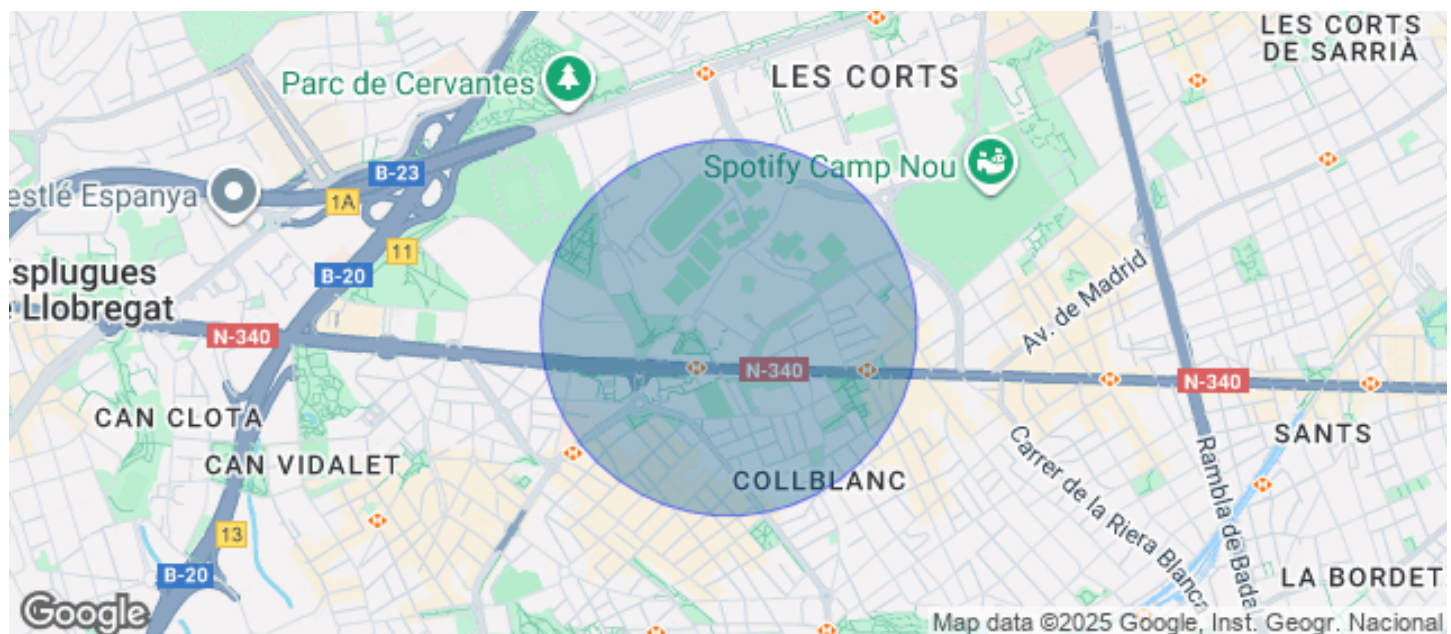 LES CORTS
DE SARRIÀ
Parc de Cervantes
LES CORTS
B-23
Spotify Camp Nou
estlé Espanya
1A
11
B-20
splugues
Llobregat
Av. de Madrid
N-340
N-340
N-340
CAN CLOTA
CAN VIDALET
COLLBLANC
SANTS
Carrer de la Riera Blanca
Rambla de Bada
13
B-20
LA BORDET
Google
Map data ©2025 Google, Inst. Geogr. Nacional